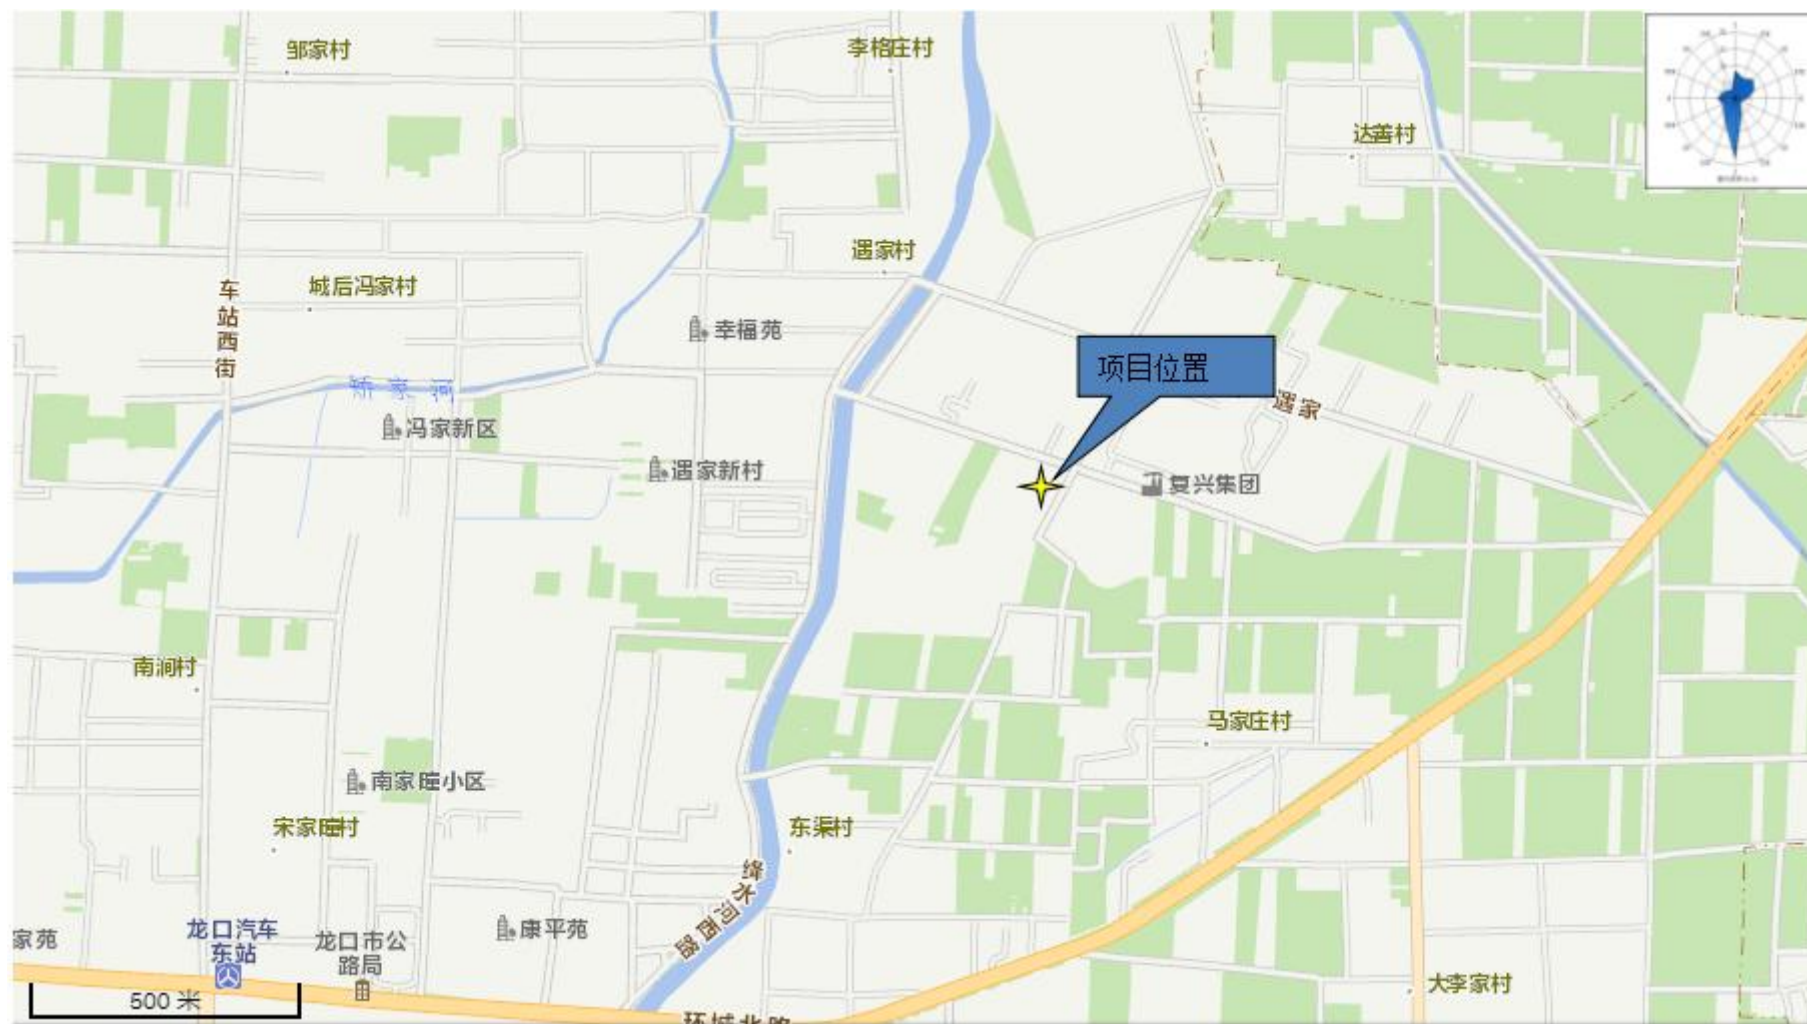 邹家村
李格庄村
达善村
遇家村
城后冯家村
车站西街
幸福苑
项目位置
遇家
冯家新区
遇家新村
复兴集团
南涧村
马家庄村
南家疃小区
宋家疃村
东渠村
绛水河西路
龙口汽车
东站
龙口市公
路局
康平苑
家苑
大李家村
500 米
环城北路